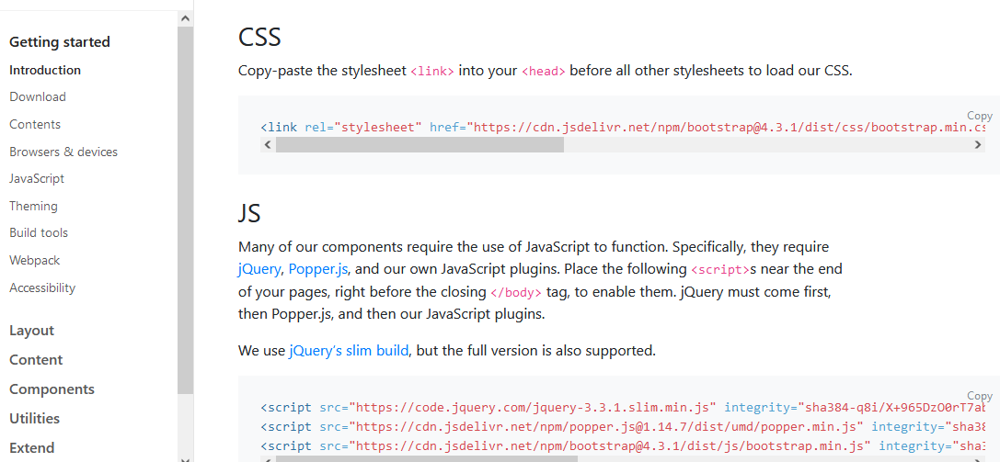 Getting started
Introduction
Download
Contents
Browsers & devices
JavaScript
Theming
Build tools
Webpack
Accessibility
Layout
Content
Components
Utilities
Extend
CSS
Copy-paste the stylesheet <link> into your <head> before all other stylesheets to load our CSS.
Copy
<link rel="stylesheet" href="https://cdn.jsdelivr.net/npm/bootstrap@4.3.1/dist/css/bootstrap.min.cs
JS
Many of our components require the use of JavaScript to function. Specifically, they require
jQuery, Popper.js, and our own JavaScript plugins. Place the following <script>s near the end
of your pages, right before the closing </body> tag, to enable them. jQuery must come first,
then Popper.js, and then our JavaScript plugins.
We use jQuery’s slim build, but the full version is also supported.
Copy
<script src="https://code.jquery.com/jquery-3.3.1.slim.min.js" integrity="sha384-q8i/X+965DzO0rT7ab
<script src="https://cdn.jsdelivr.net/npm/popper.js@1.14.7/dist/umd/popper.min.js" integrity="sha38
<script src="https://cdn.jsdelivr.net/npm/bootstrap@4.3.1/dist/js/bootstrap.min.js" integrity="sha3